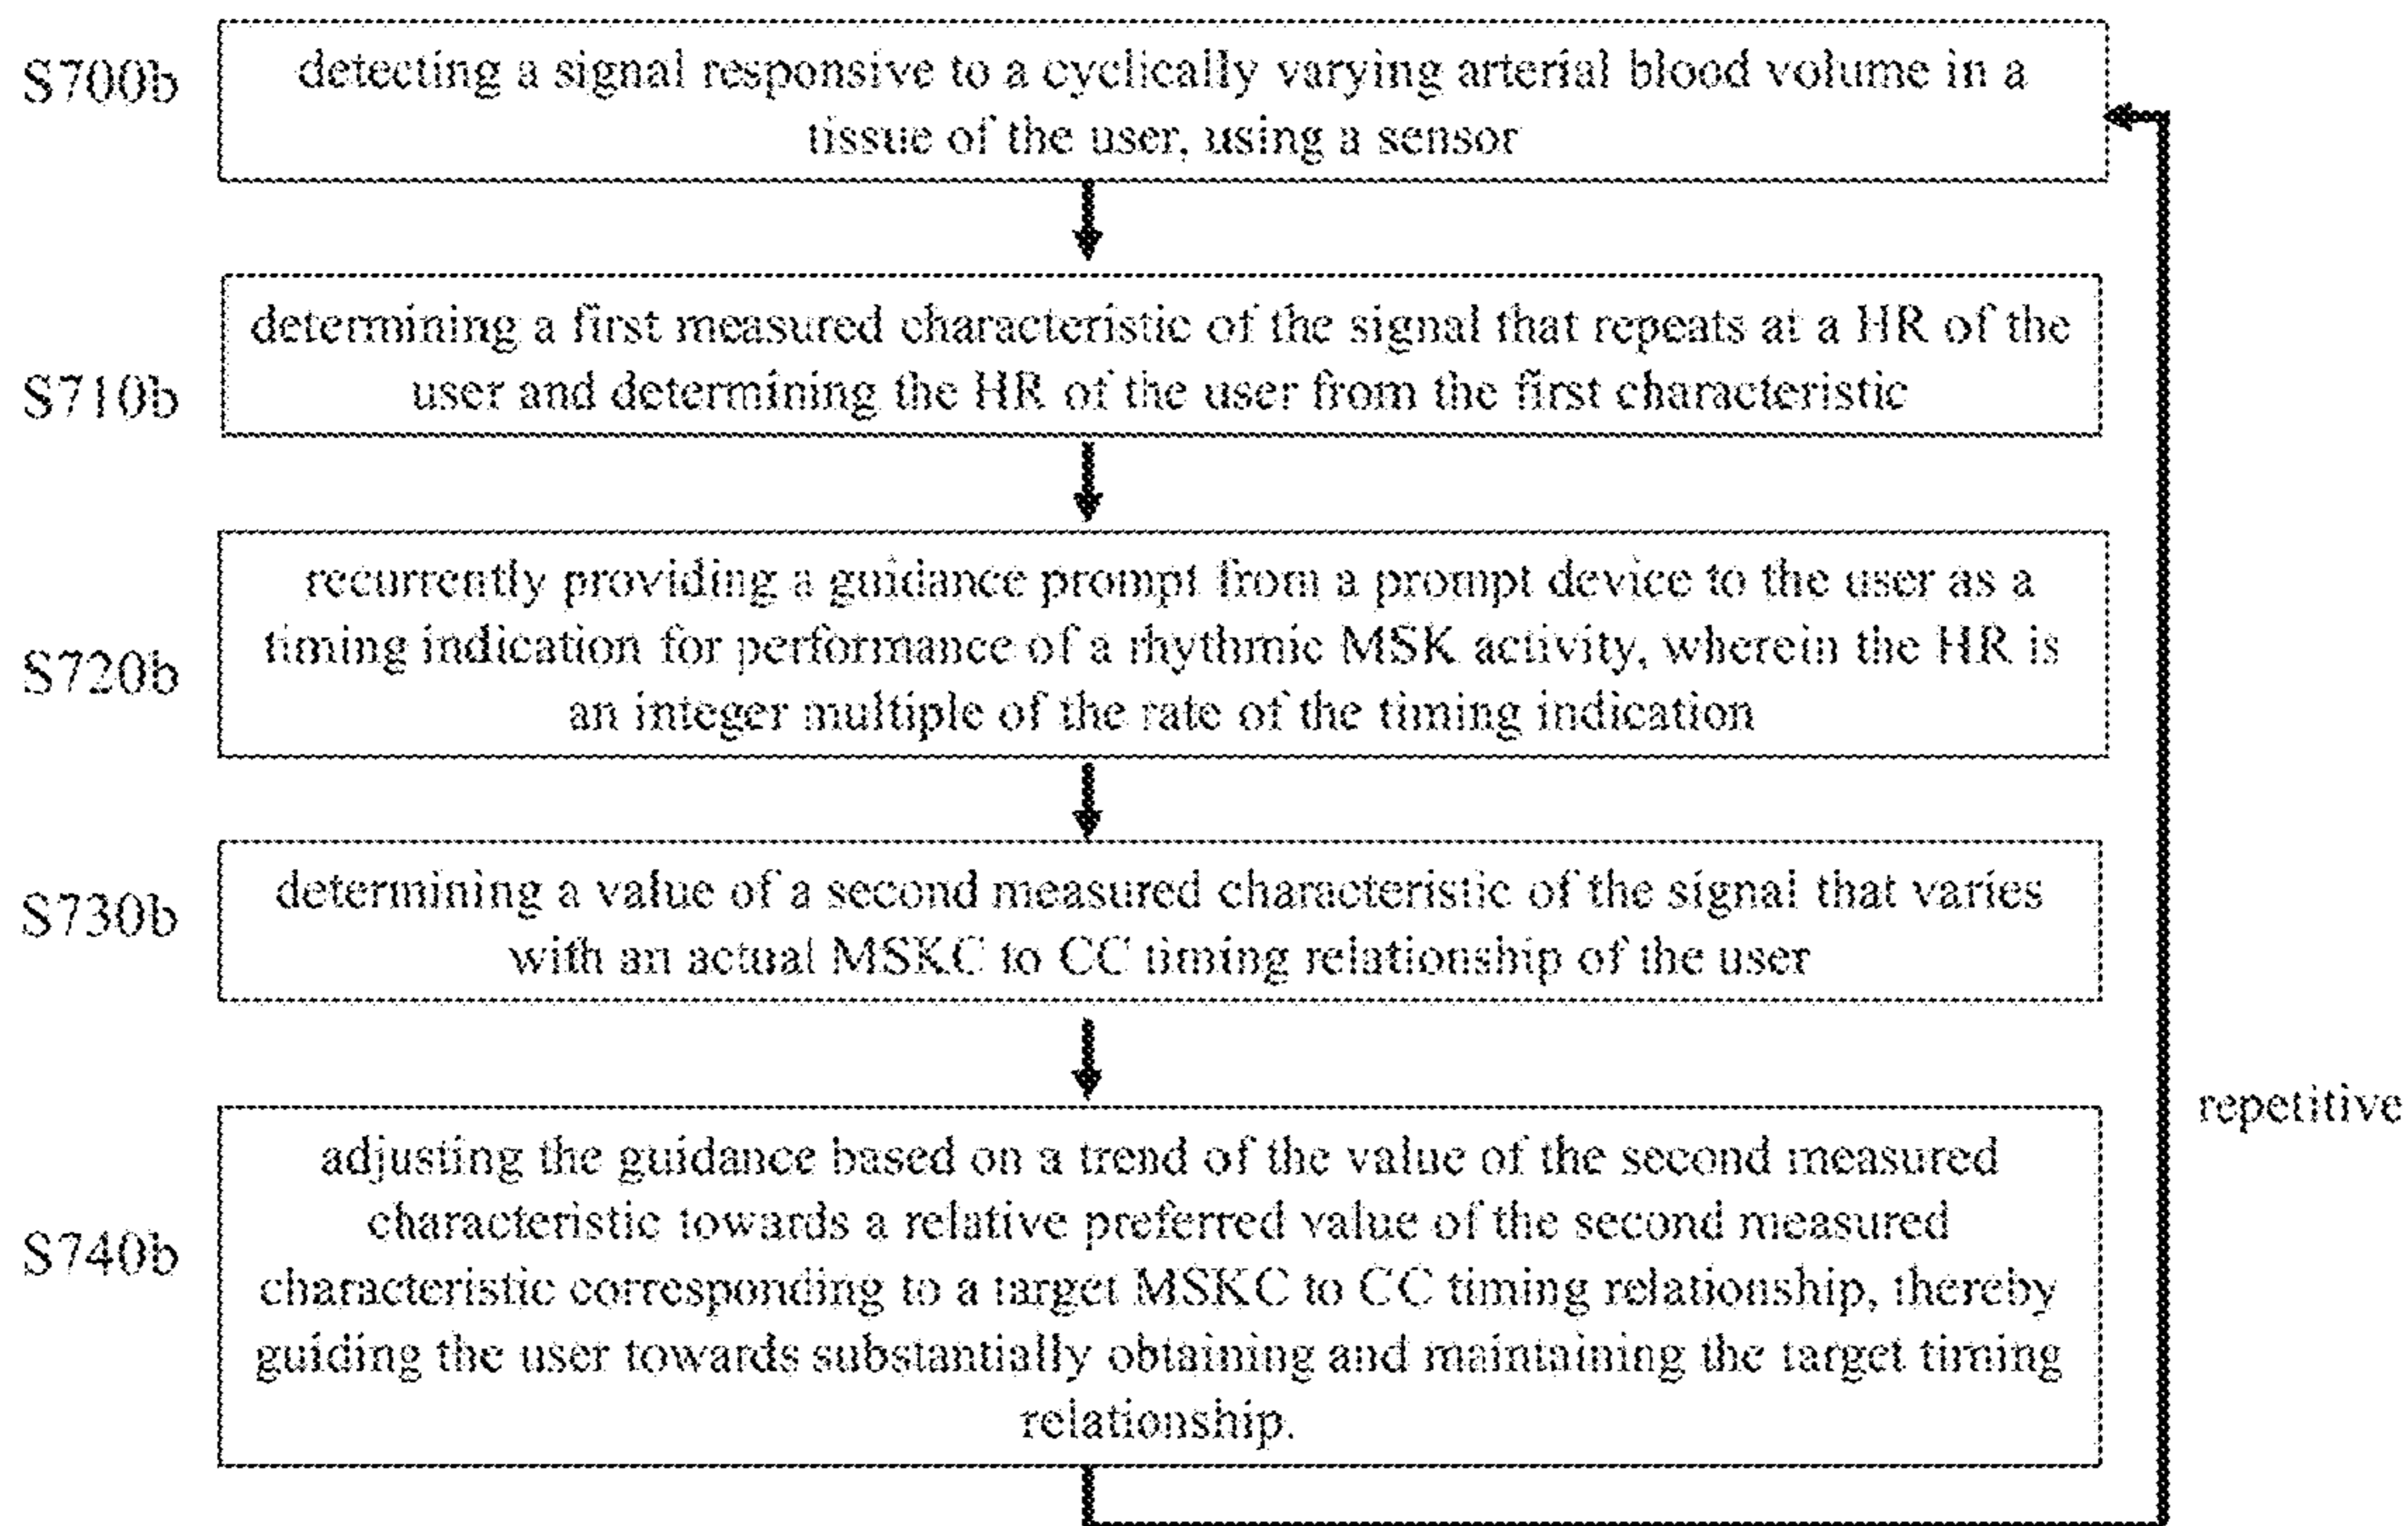 S700b
detecting a signal responsive to a cyclically varying arterial blood volume in a
tissue of the user, using a sensor
S710b
determining a first measured characteristic of the signal that repeats at a HR of the
user and determining the HR of the user from the first characteristic
S720b
recurrently providing a guidance prompt from a prompt device to the user as a
timing indication for performance of a rhythmic MSK activity, wherein the HR is
an integer multiple of the rate of the timing indication
S730b
determining a value of a second measured characteristic of the signal that varies
with an actual MSKC to CC timing relationship of the user
repetitive
S740b
adjusting the guidance based on a trend of the value of the second measured
characteristic towards a relative preferred value of the second measured
characteristic corresponding to a target MSKC to CC timing relationship, thereby
guiding the user towards substantially obtaining and maintaining the target timing
relationship.